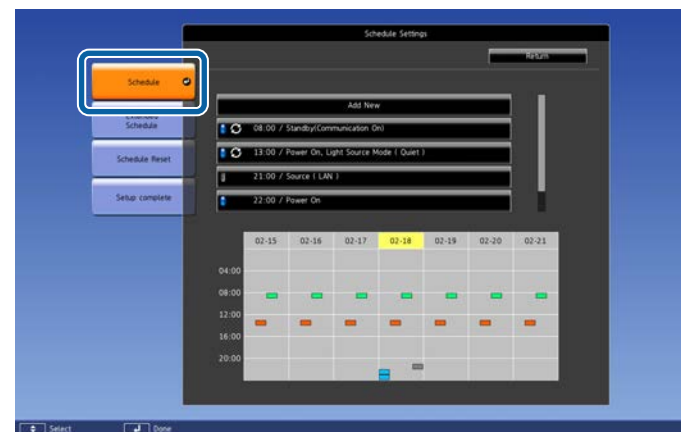 Schedule Settings
Return
Schedule
Schedule
Schedule Reset
Setup complete
Add New
08:00 / Standby(Communication On)
13:00 / Power On, Light Source Mode ( Quiet )
21:00 / Source ( LAN )
22:00 / Power On
02-15 02-16 02-17 02-18 02-19 02-20 02-21
04:00
08:00
12:00
16:00
20:00
Select Done